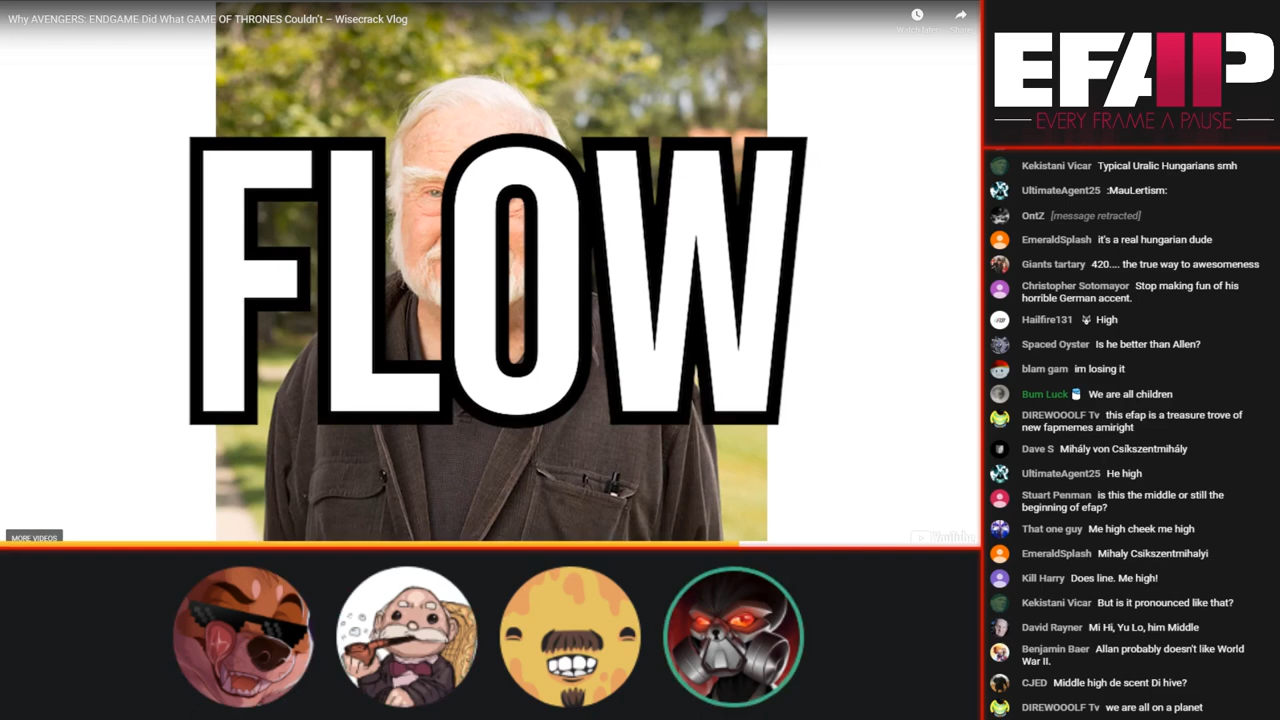 Why AVENGERS: ENDGAME Did What GAME OF THRONES Couldn't – Wisecrack Vlog
Watch later
Share
FLOW
MORE VIDEOS
YouTube
EFAP
EVERY FRAME A PAUSE
Kekistani Vicar Typical Uralic Hungarians smh
UltimateAgent25 :MauLertism:
OntZ [message retracted]
EmeraldSplash it's a real hungarian dude
Giants tartary 420.... the true way to awesomeness
Christopher Sotomayor Stop making fun of his
horrible German accent.
Hailfire131 High
Spaced Oyster Is he better than Allen?
blam gam im losing it
Bum Luck We are all children
DIREWOOOLF Tv this efap is a treasure trove of
new fapmemes amiright
Dave S Mihály von Csíkszentmihály
UltimateAgent25 He high
Stuart Penman is this the middle or still the
beginning of efap?
That one guy Me high cheek me high
EmeraldSplash Mihaly Csikszentmihalyi
Kill Harry Does line. Me high!
Kekistani Vicar But is it pronounced like that?
David Rayner Mi Hi, Yu Lo, him Middle
Benjamin Baer Allan probably doesn't like World
War II.
CJED Middle high de scent Di hive?
DIREWOOOLF Tv we are all on a planet